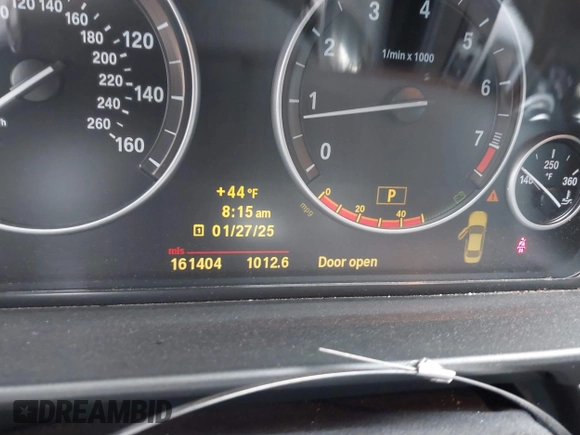 120 140 160 180 200 220 240 260
120 140 160
1/min x 1000
0 1 2 3 4 5 6 7
+44 °F
8:15 am
01/27/25
mls
161404 1012.6 Door open
P
mpg 0 20 40
140 250 360
°F
DREAMBID